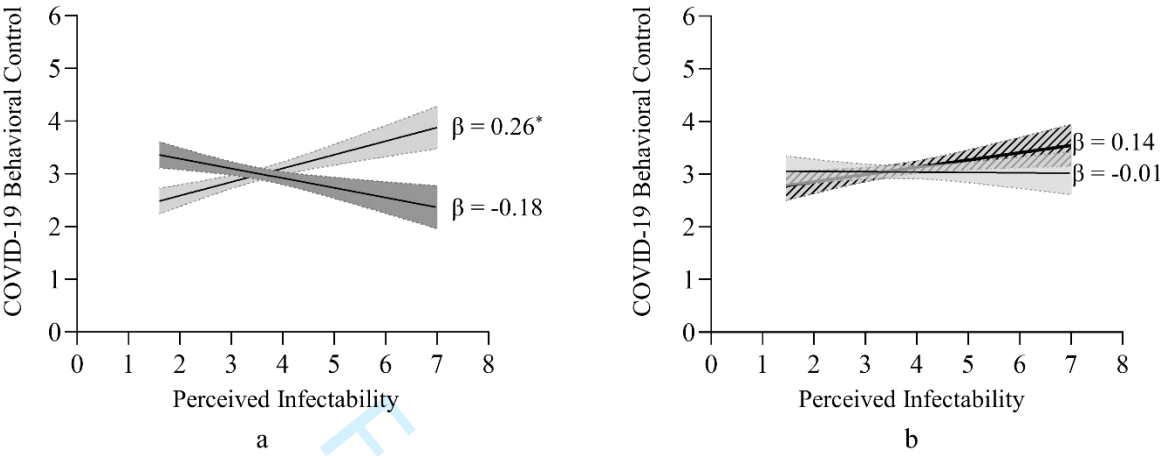 COVID-19 Behavioral Control
6
5
4
3
2
1
0
β = 0.26*
β = -0.18
0 1 2 3 4 5 6 7 8
Perceived Infectability
a
COVID-19 Behavioral Control
6
5
4
3
2
1
0
β = 0.14
β = -0.01
0 1 2 3 4 5 6 7 8
Perceived Infectability
b
F